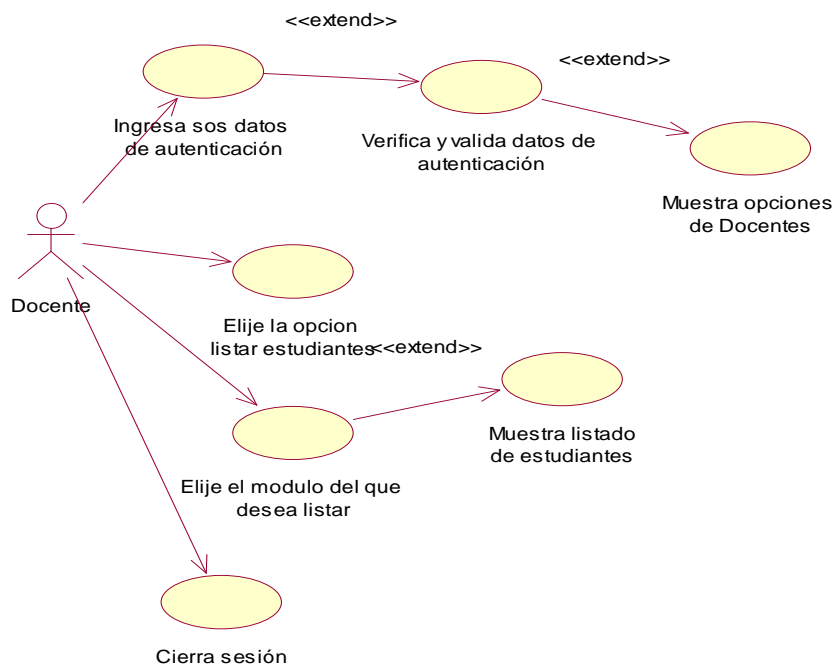 <<extend>>
<<extend>>
Ingresa sos datos
de autenticación
Verifica y valida datos de
autenticación
Muestra opciones
de Docentes
Docente
Elije la opcion
listar estudiantes
<<extend>>
Muestra listado
de estudiantes
Elije el modulo del que
desea listar
Cierra sesión